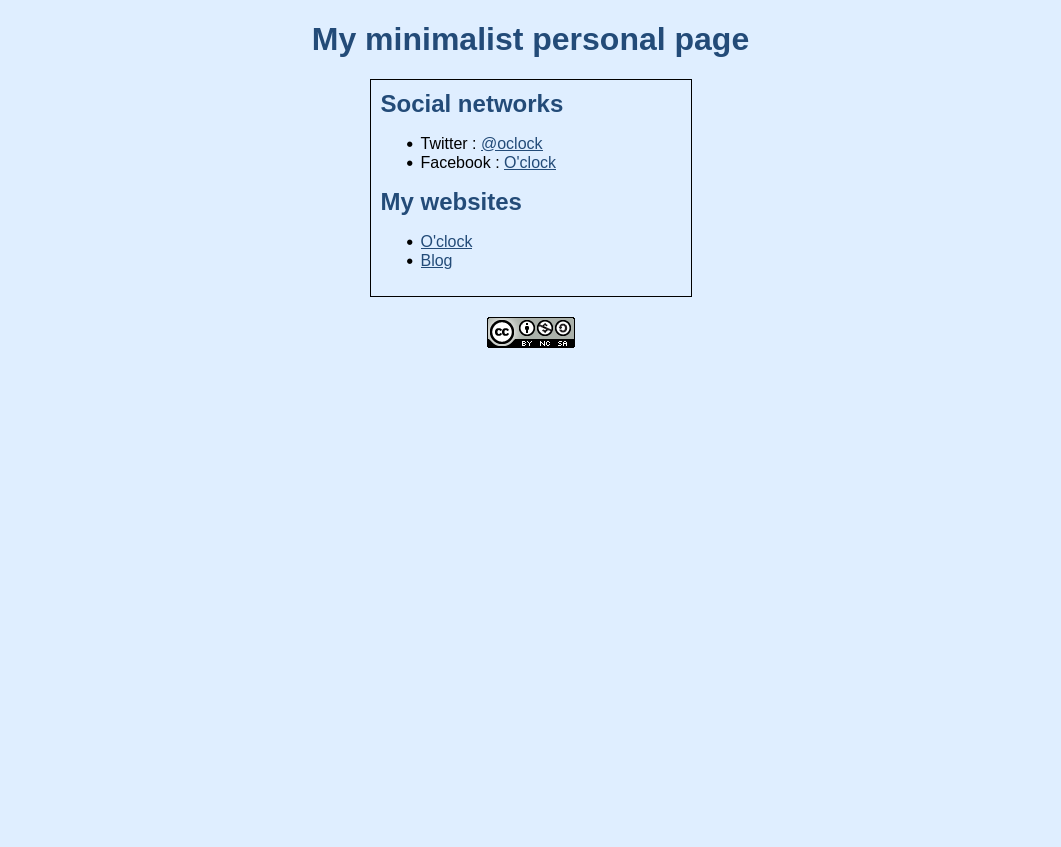 My minimalist personal page
Social networks
Twitter : @oclock
Facebook : O'clock
My websites
O'clock
Blog
cc BY NC SA